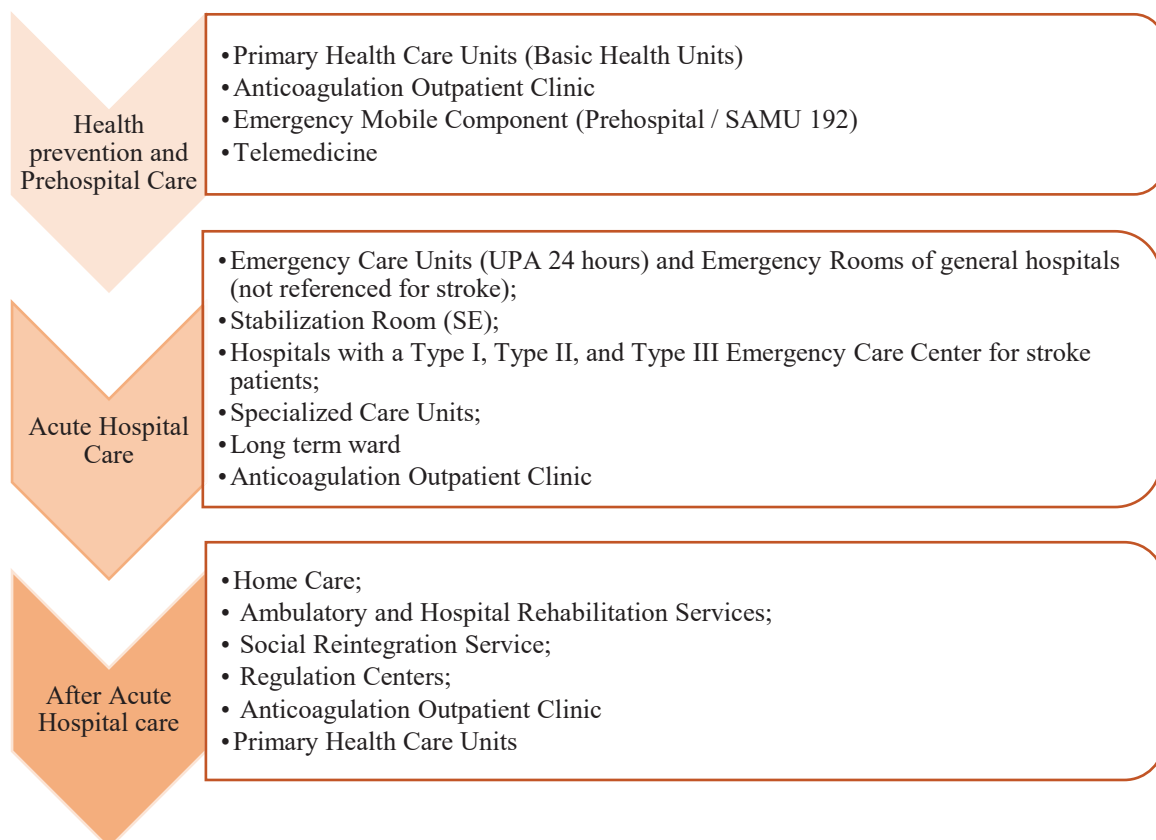 Health
prevention and
Prehospital Care
•Primary Health Care Units (Basic Health Units)
•Anticoagulation Outpatient Clinic
•Emergency Mobile Component (Prehospital / SAMU 192)
•Telemedicine
Acute Hospital
Care
•Emergency Care Units (UPA 24 hours) and Emergency Rooms of general hospitals
(not referenced for stroke);
•Stabilization Room (SE);
•Hospitals with a Type I, Type II, and Type III Emergency Care Center for stroke
patients;
•Specialized Care Units;
•Long term ward
•Anticoagulation Outpatient Clinic
After Acute
Hospital care
•Home Care;
• Ambulatory and Hospital Rehabilitation Services;
• Social Reintegration Service;
• Regulation Centers;
• Anticoagulation Outpatient Clinic
•Primary Health Care Units